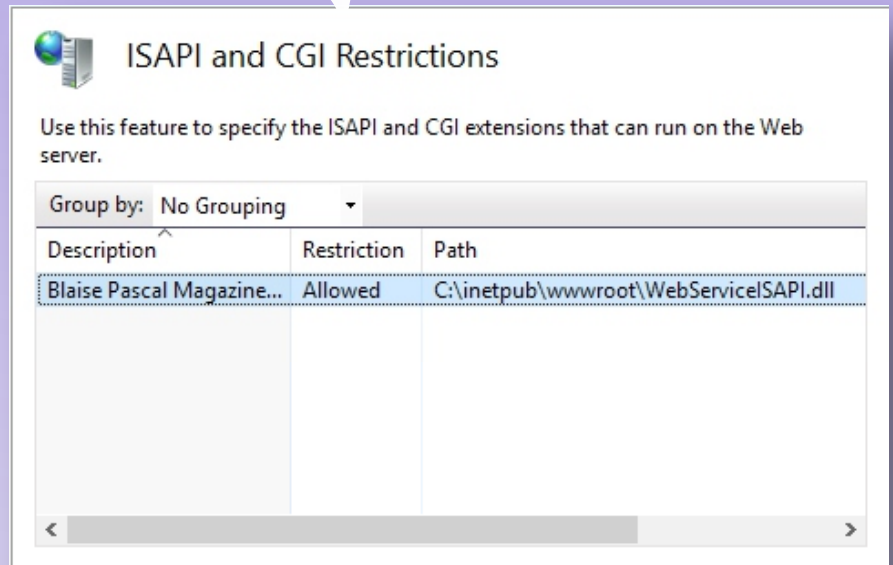 ISAPI and CGI Restrictions
Use this feature to specify the ISAPI and CGI extensions that can run on the Web
server.
Group by: No Grouping
Description Restriction Path
Blaise Pascal Magazine... Allowed C:\inetpub\wwwroot\WebServiceISAPI.dll